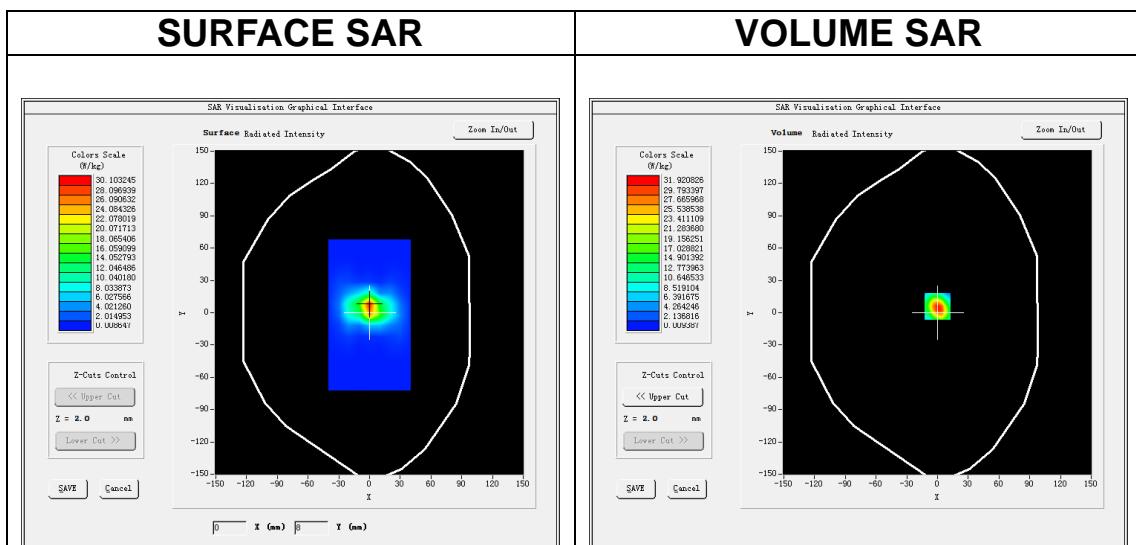 SURFACE SAR
VOLUME SAR
SAR Visualisation Graphical Interface
Surface Radiated Intensity
Zoom In/Out
Colors Scale
(W/kg)
30.103245
28.096939
26.090632
24.084326
22.078019
20.071713
18.065406
16.059099
14.052793
12.046486
10.040180
8.033873
6.027566
4.021260
2.014953
0.008647
Z-Cuts Control
<< Upper Cut
Z = 2.0 mm
Lower Cut >>
SAVE
Cancel
150
120
90
60
30
0
-30
-60
-90
-120
-150
Y
-150 -120 -90 -60 -30 0 30 60 90 120 150
X
0 X (mm) 8 Y (mm)
SAR Visualisation Graphical Interface
Volume Radiated Intensity
Zoom In/Out
Colors Scale
(W/kg)
31.920826
29.793397
27.665968
25.538538
23.411109
21.283680
19.156251
17.028821
14.901392
12.773963
10.646533
8.519104
6.391675
4.264246
2.136816
0.009387
Z-Cuts Control
<< Upper Cut
Z = 2.0 mm
Lower Cut >>
SAVE
Cancel
150
120
90
60
30
0
-30
-60
-90
-120
-150
Y
-150 -120 -90 -60 -30 0 30 60 90 120 150
X